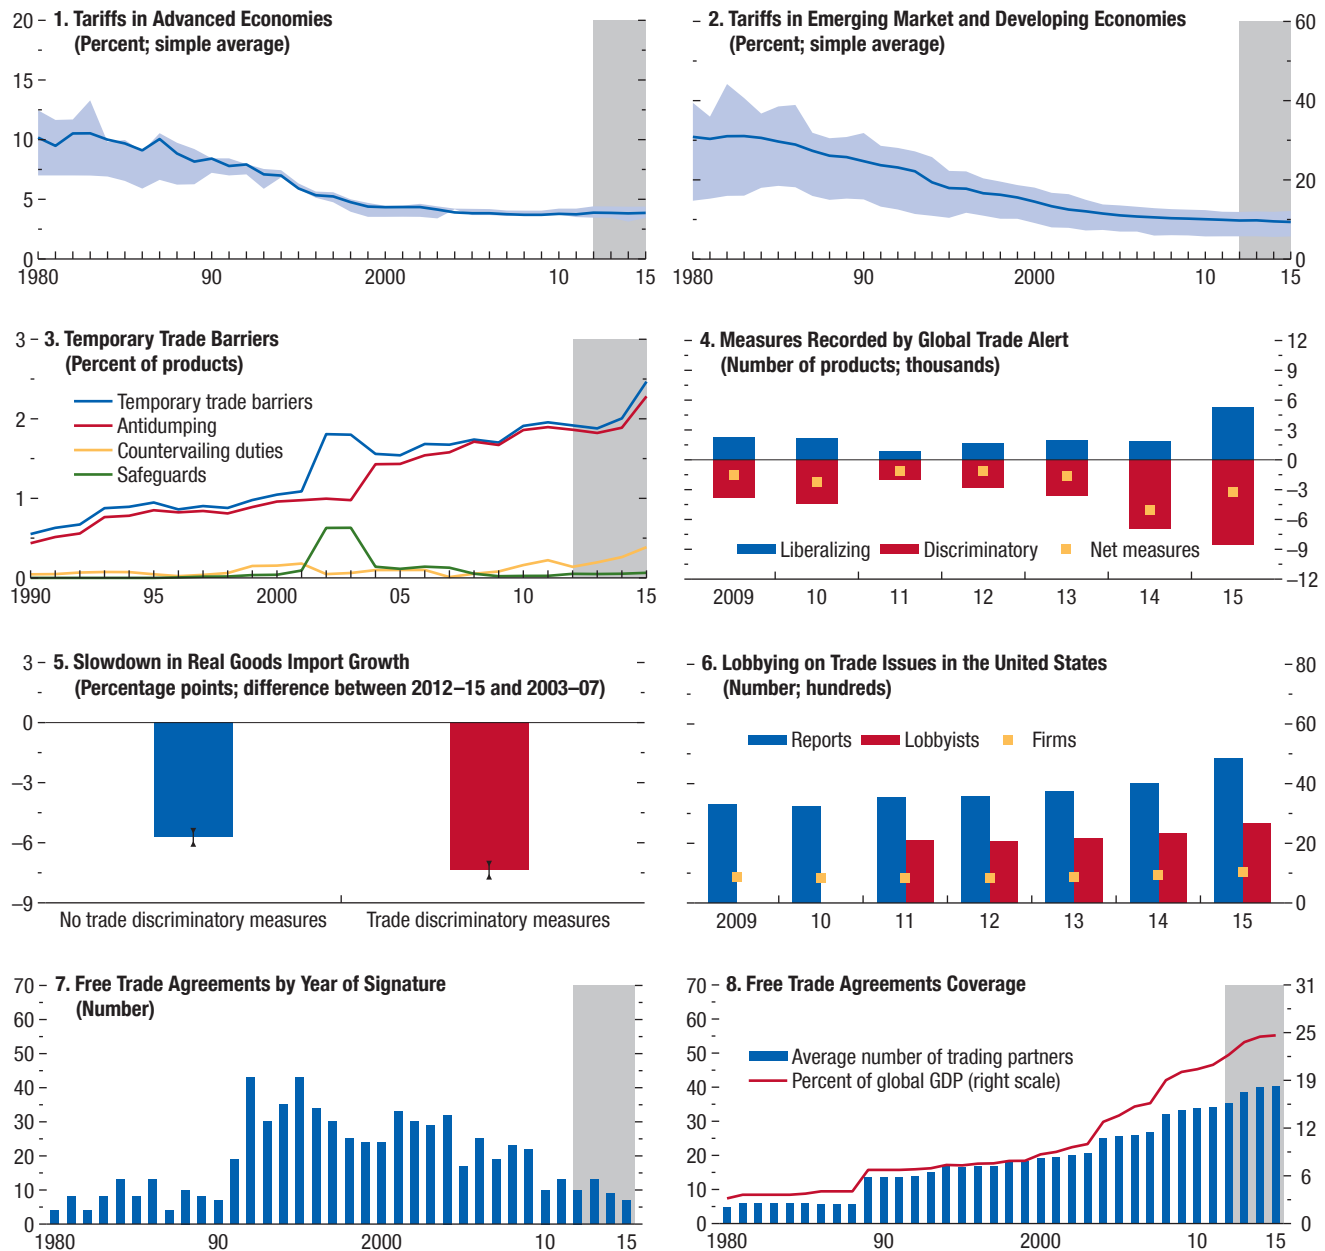 1. Tariffs in Advanced Economies
(Percent; simple average)
20
15
10
5
0
1980 90 2000 10 15
2. Tariffs in Emerging Market and Developing Economies
(Percent; simple average)
60
40
20
0
1980 90 2000 10 15
3. Temporary Trade Barriers
(Percent of products)
Temporary trade barriers
Antidumping
Countervailing duties
Safeguards
3
2
1
0
1990 95 2000 05 10 15
4. Measures Recorded by Global Trade Alert
(Number of products; thousands)
12
9
6
3
0
–3
–6
–9
–12
Liberalizing Discriminatory Net measures
2009 10 11 12 13 14 15
5. Slowdown in Real Goods Import Growth
(Percentage points; difference between 2012–15 and 2003–07)
3
0
–3
–6
–9
No trade discriminatory measures Trade discriminatory measures
6. Lobbying on Trade Issues in the United States
(Number; hundreds)
Reports Lobbyists Firms
80
60
40
20
0
2009 10 11 12 13 14 15
7. Free Trade Agreements by Year of Signature
(Number)
70
60
50
40
30
20
10
0
1980 90 2000 10 15
8. Free Trade Agreements Coverage
Average number of trading partners
Percent of global GDP (right scale)
70
60
50
40
30
20
10
0
31
25
19
12
6
0
1980 90 2000 10 15